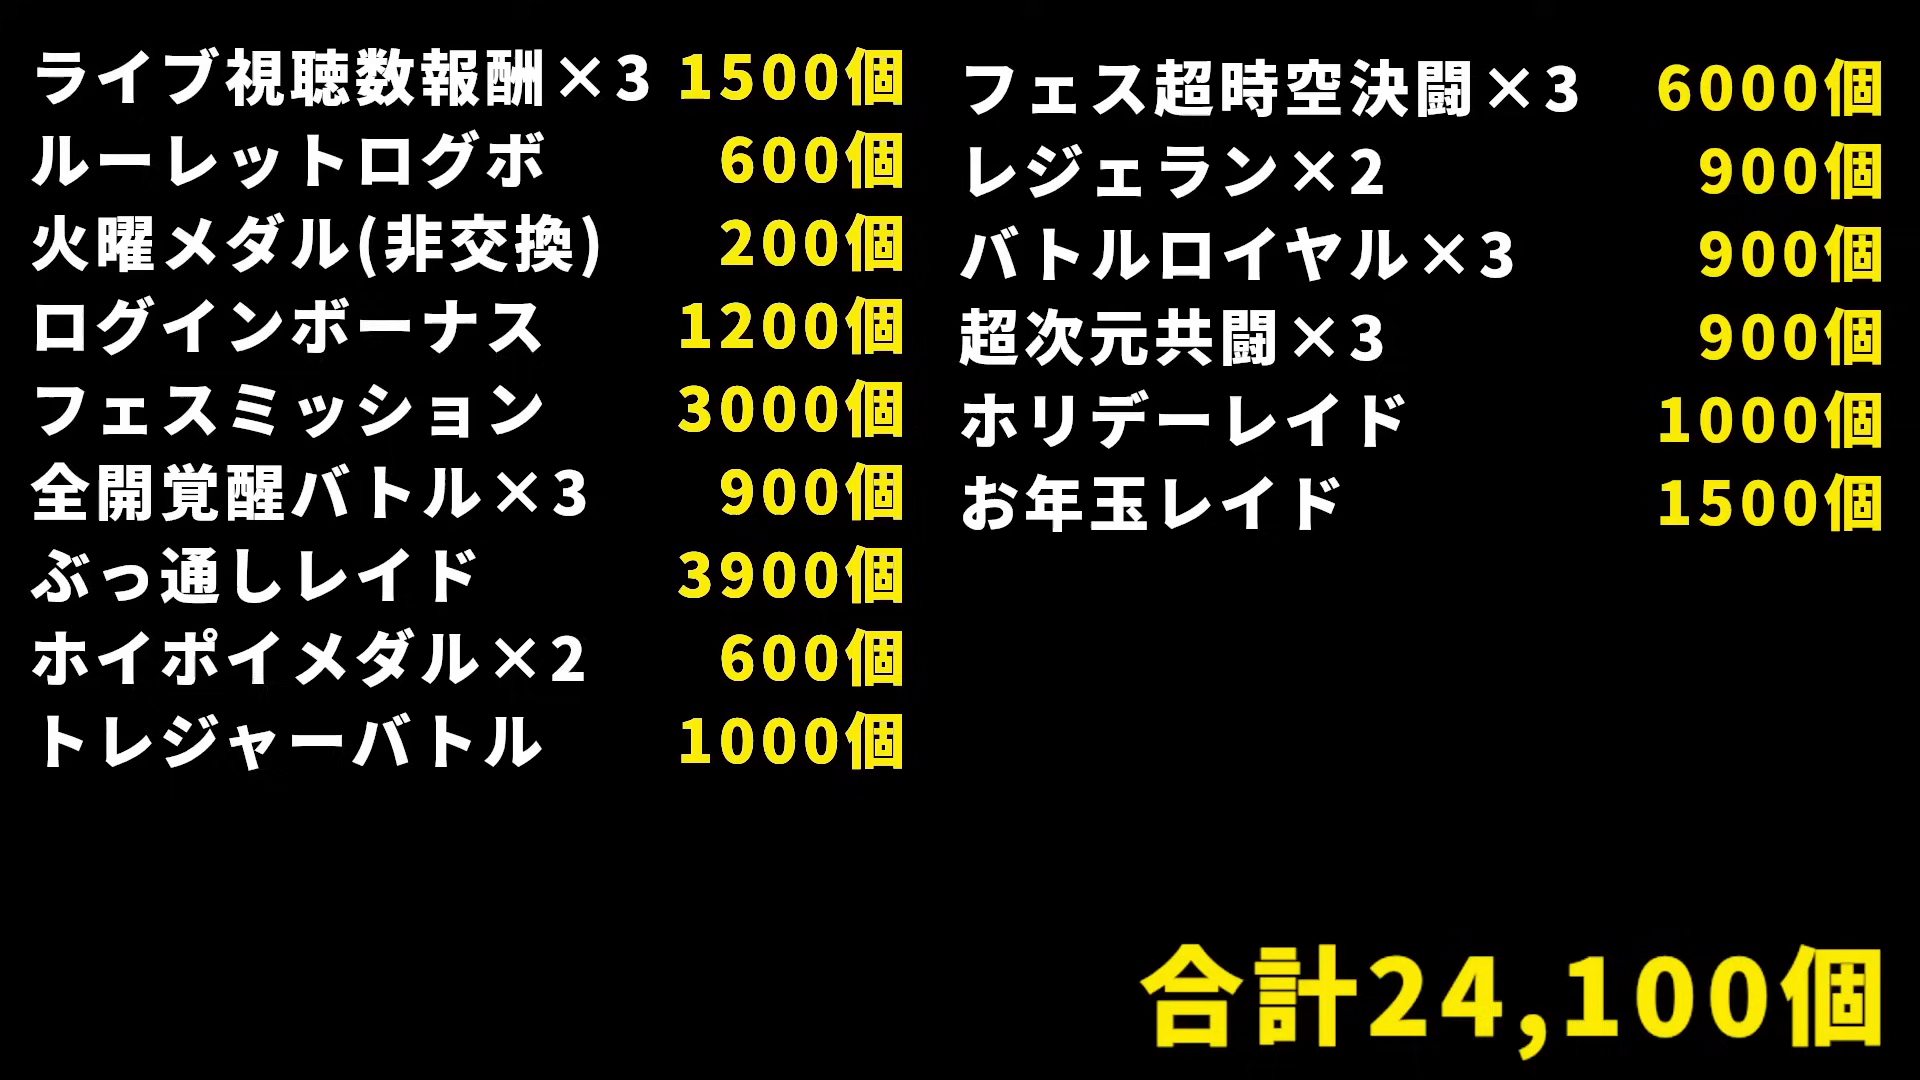 ライブ視聴数報酬×3 1500個
ルーレットログボ 600個
火曜メダル(非交換) 200個
ログインボーナス 1200個
フェスミッション 3000個
全開覚醒バトル×3 900個
ぶっ通しレイド 3900個
ホイポイメダル×2 600個
トレジャーバトル 1000個
フェス超時空決闘×3 6000個
レジェラン×2 900個
バトルロイヤル×3 900個
超次元共闘×3 900個
ホリデーレイド 1000個
お年玉レイド 1500個
合計24,100個